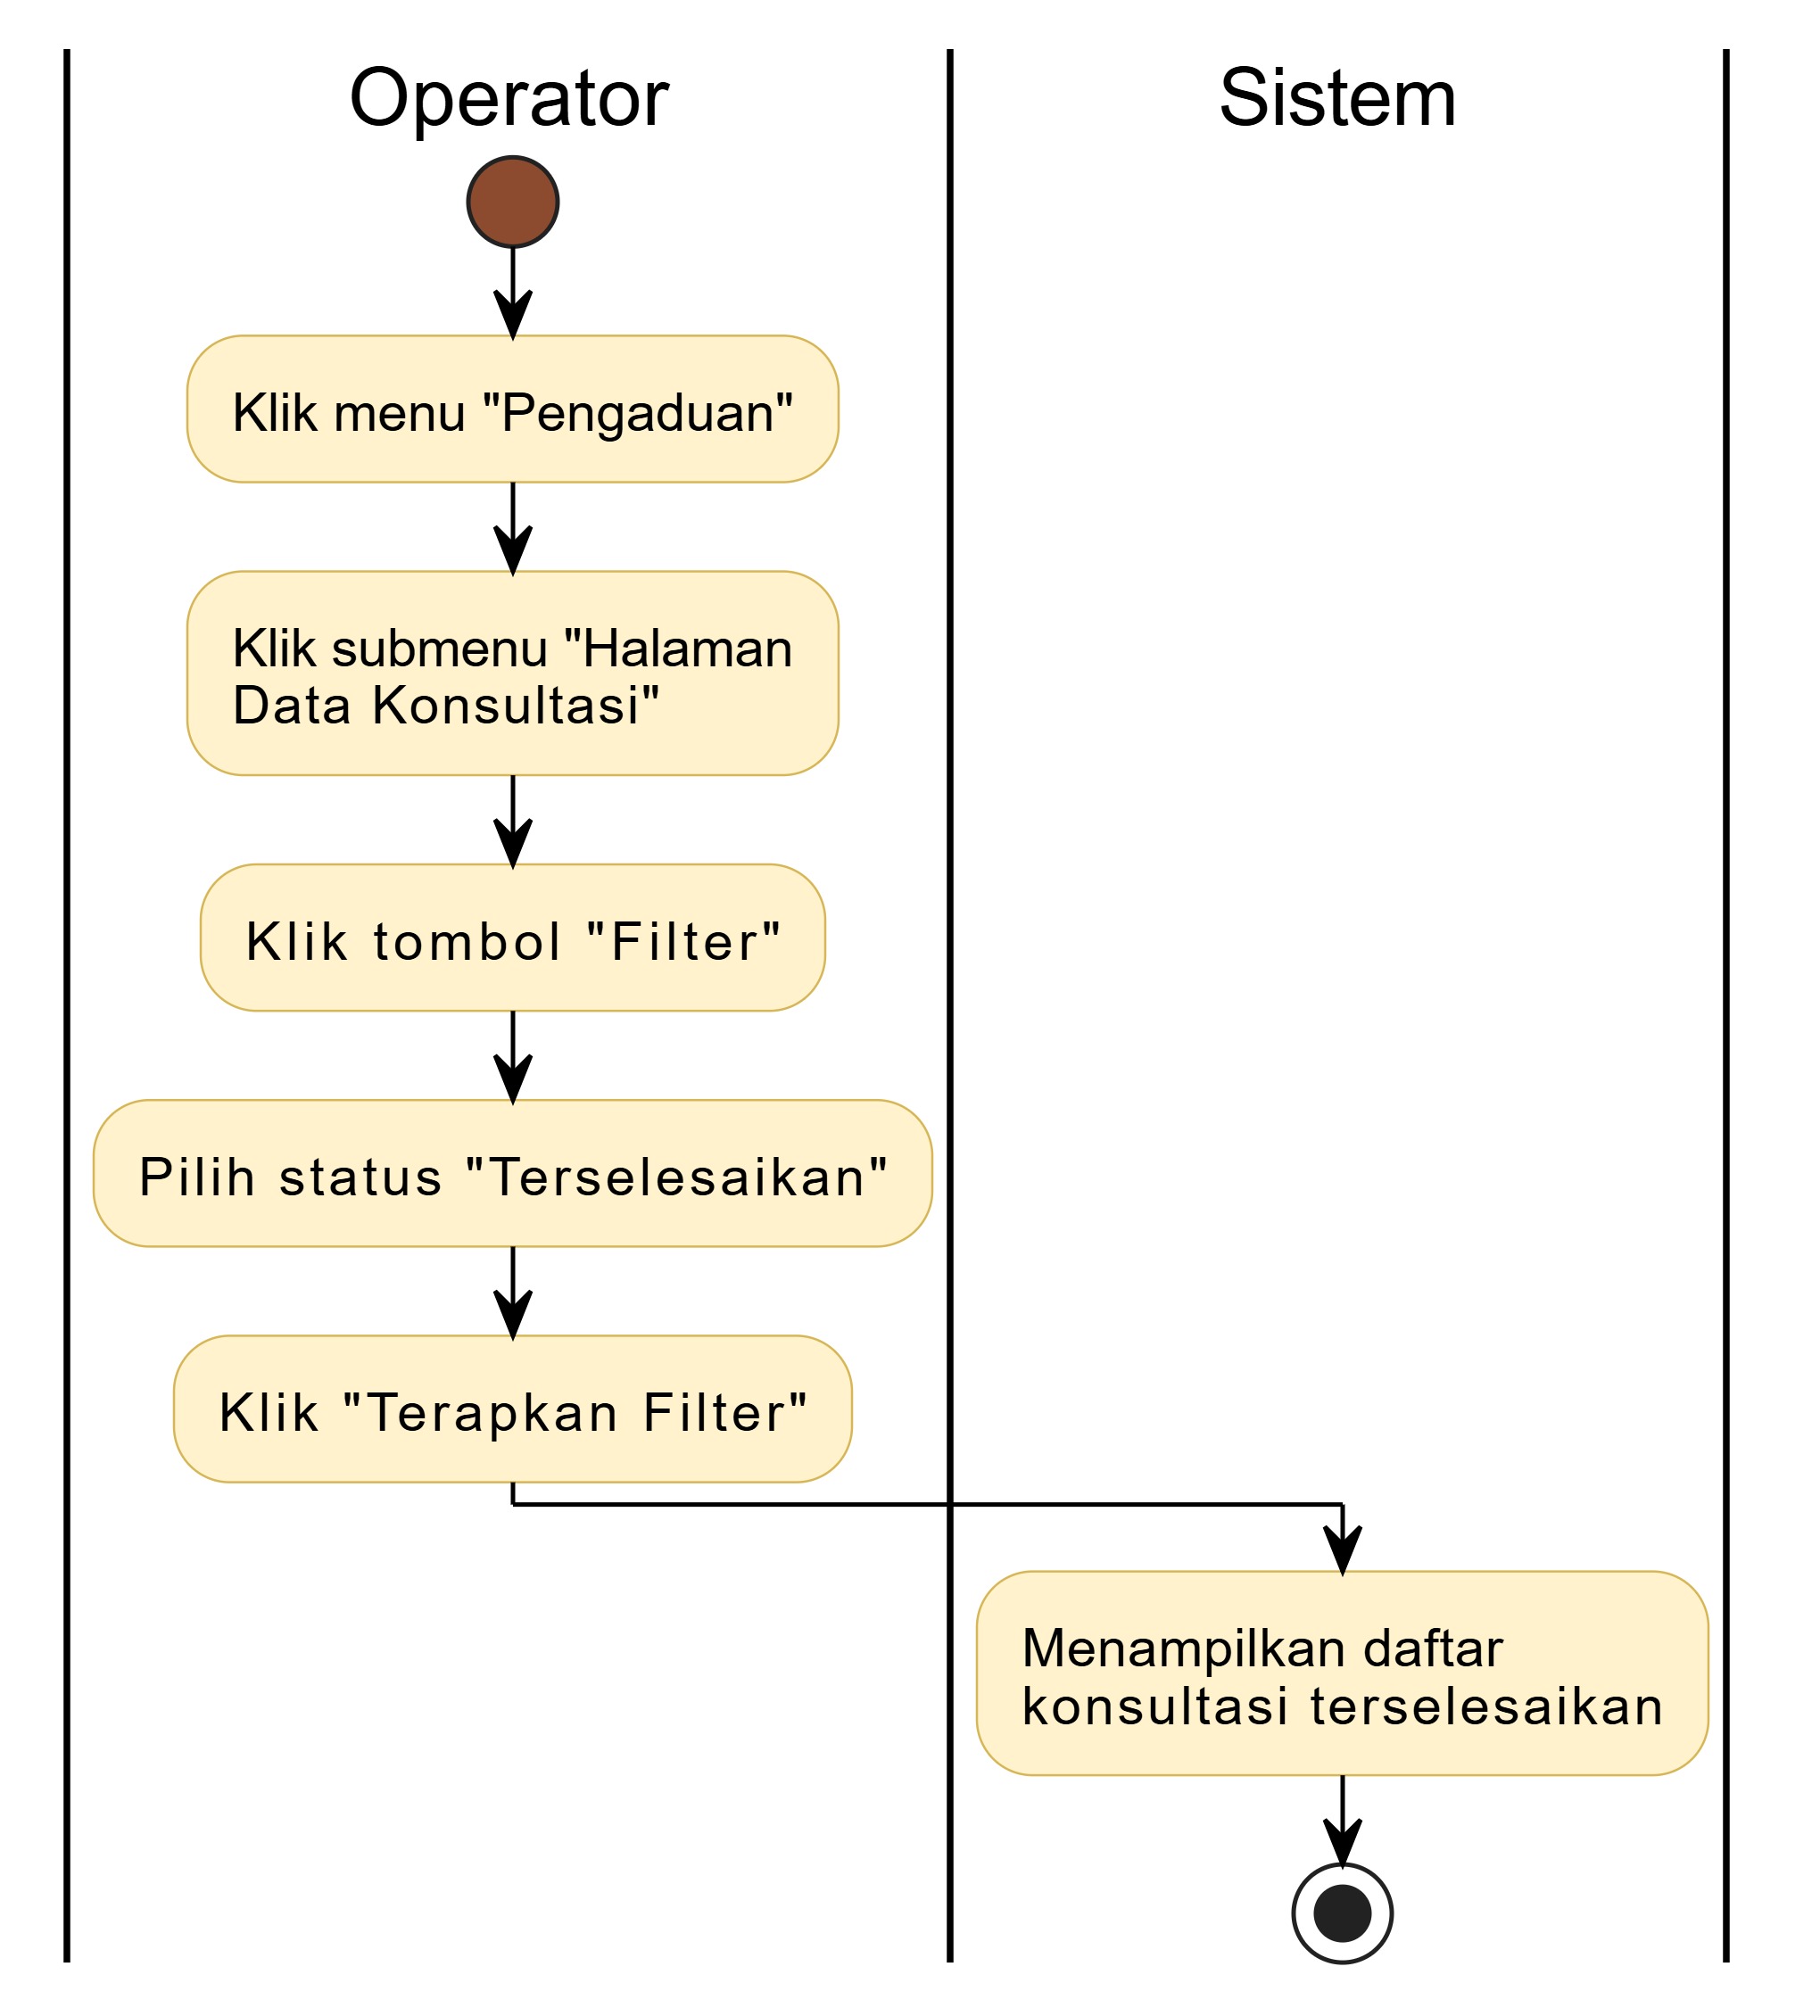 Operator
Sistem
Klik menu "Pengaduan"
Klik submenu "Halaman
Data Konsultasi"
Klik tombol "Filter"
Pilih status "Terselesaikan"
Klik "Terapkan Filter"
Menampilkan daftar
konsultasi terselesaikan